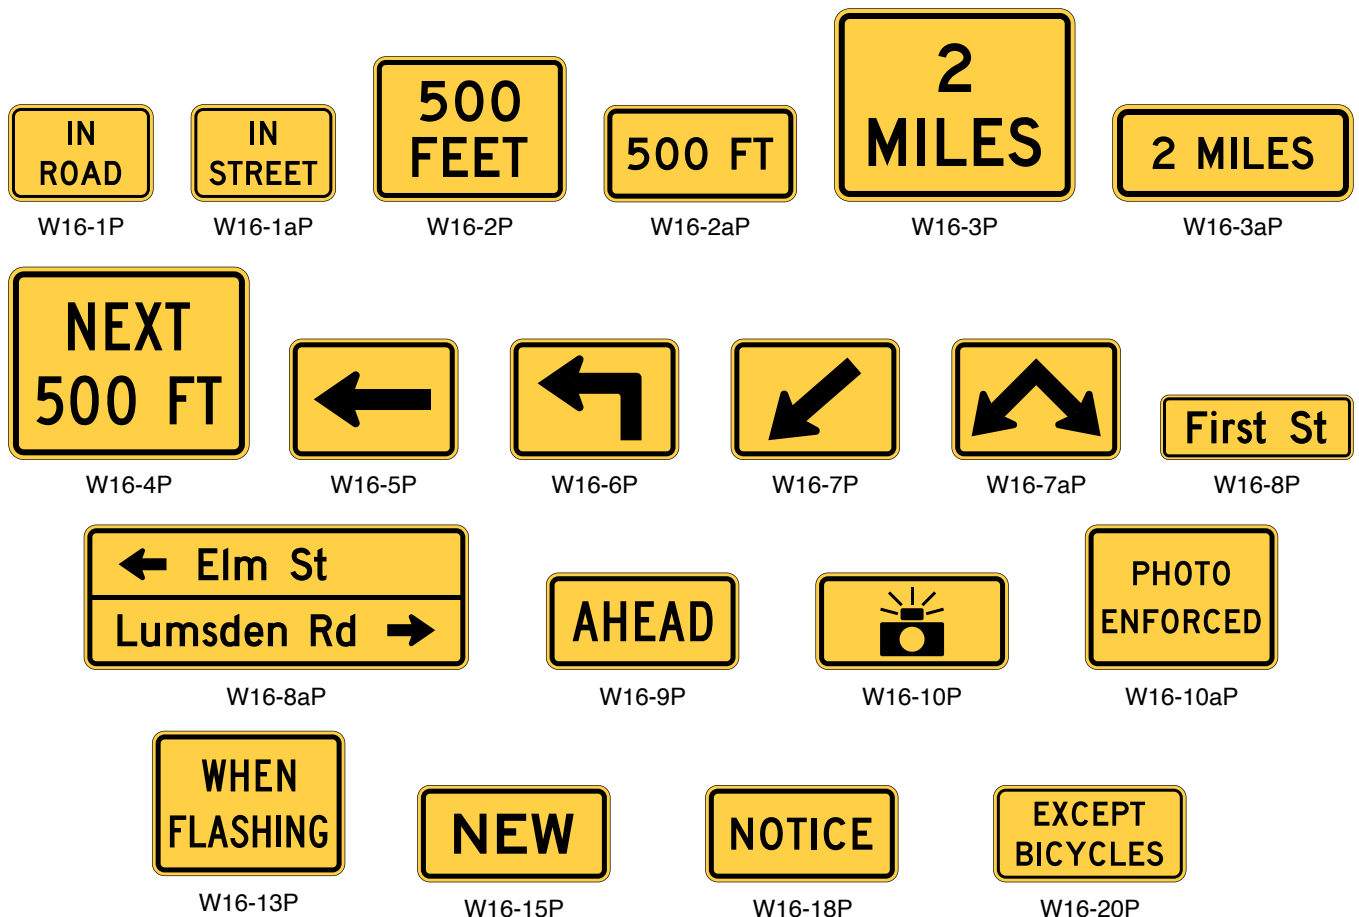 IN
ROAD
W16-1P
IN
STREET
W16-1aP
500
FEET
W16-2P
500 FT
W16-2aP
2
MILES
W16-3P
2 MILES
W16-3aP
NEXT
500 FT
W16-4P
W16-5P
W16-6P
W16-7P
W16-7aP
First St
W16-8P
Elm St
Lumsden Rd
W16-8aP
AHEAD
W16-9P
W16-10P
PHOTO
ENFORCED
W16-10aP
WHEN
FLASHING
W16-13P
NEW
W16-15P
NOTICE
W16-18P
EXCEPT
BICYCLES
W16-20P